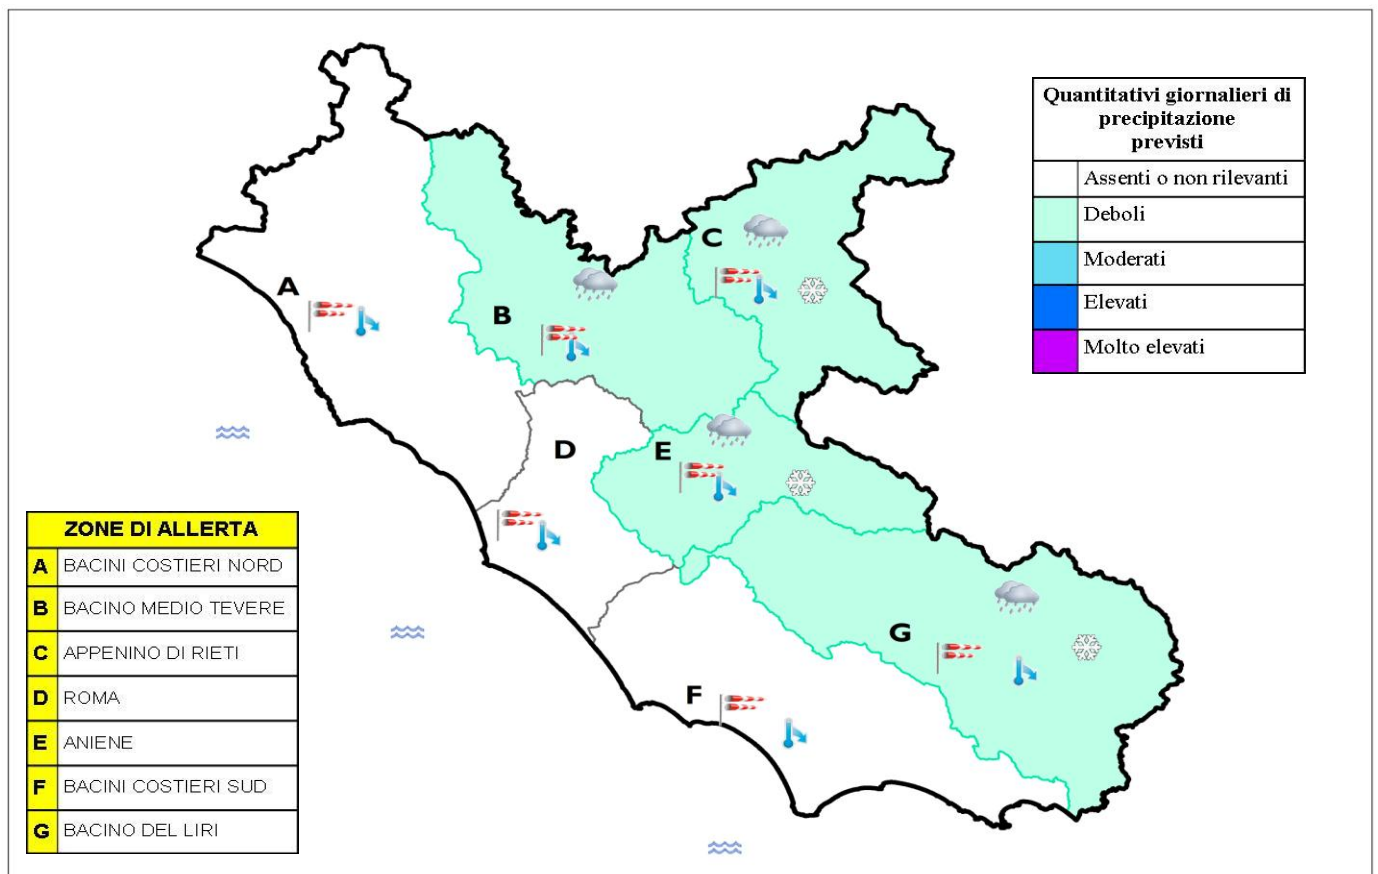 Quantitativi giornalieri di
precipitazione
previsti
Assenti o non rilevanti
Deboli
Moderati
Elevati
Molto elevati
C
A
B
D
E
G
F
ZONE DI ALLERTA
A BACINI COSTIERI NORD
B BACINO MEDIO TEVERE
C APPENINO DI RIETI
D ROMA
E ANIENE
F BACINI COSTIERI SUD
G BACINO DEL LIRI